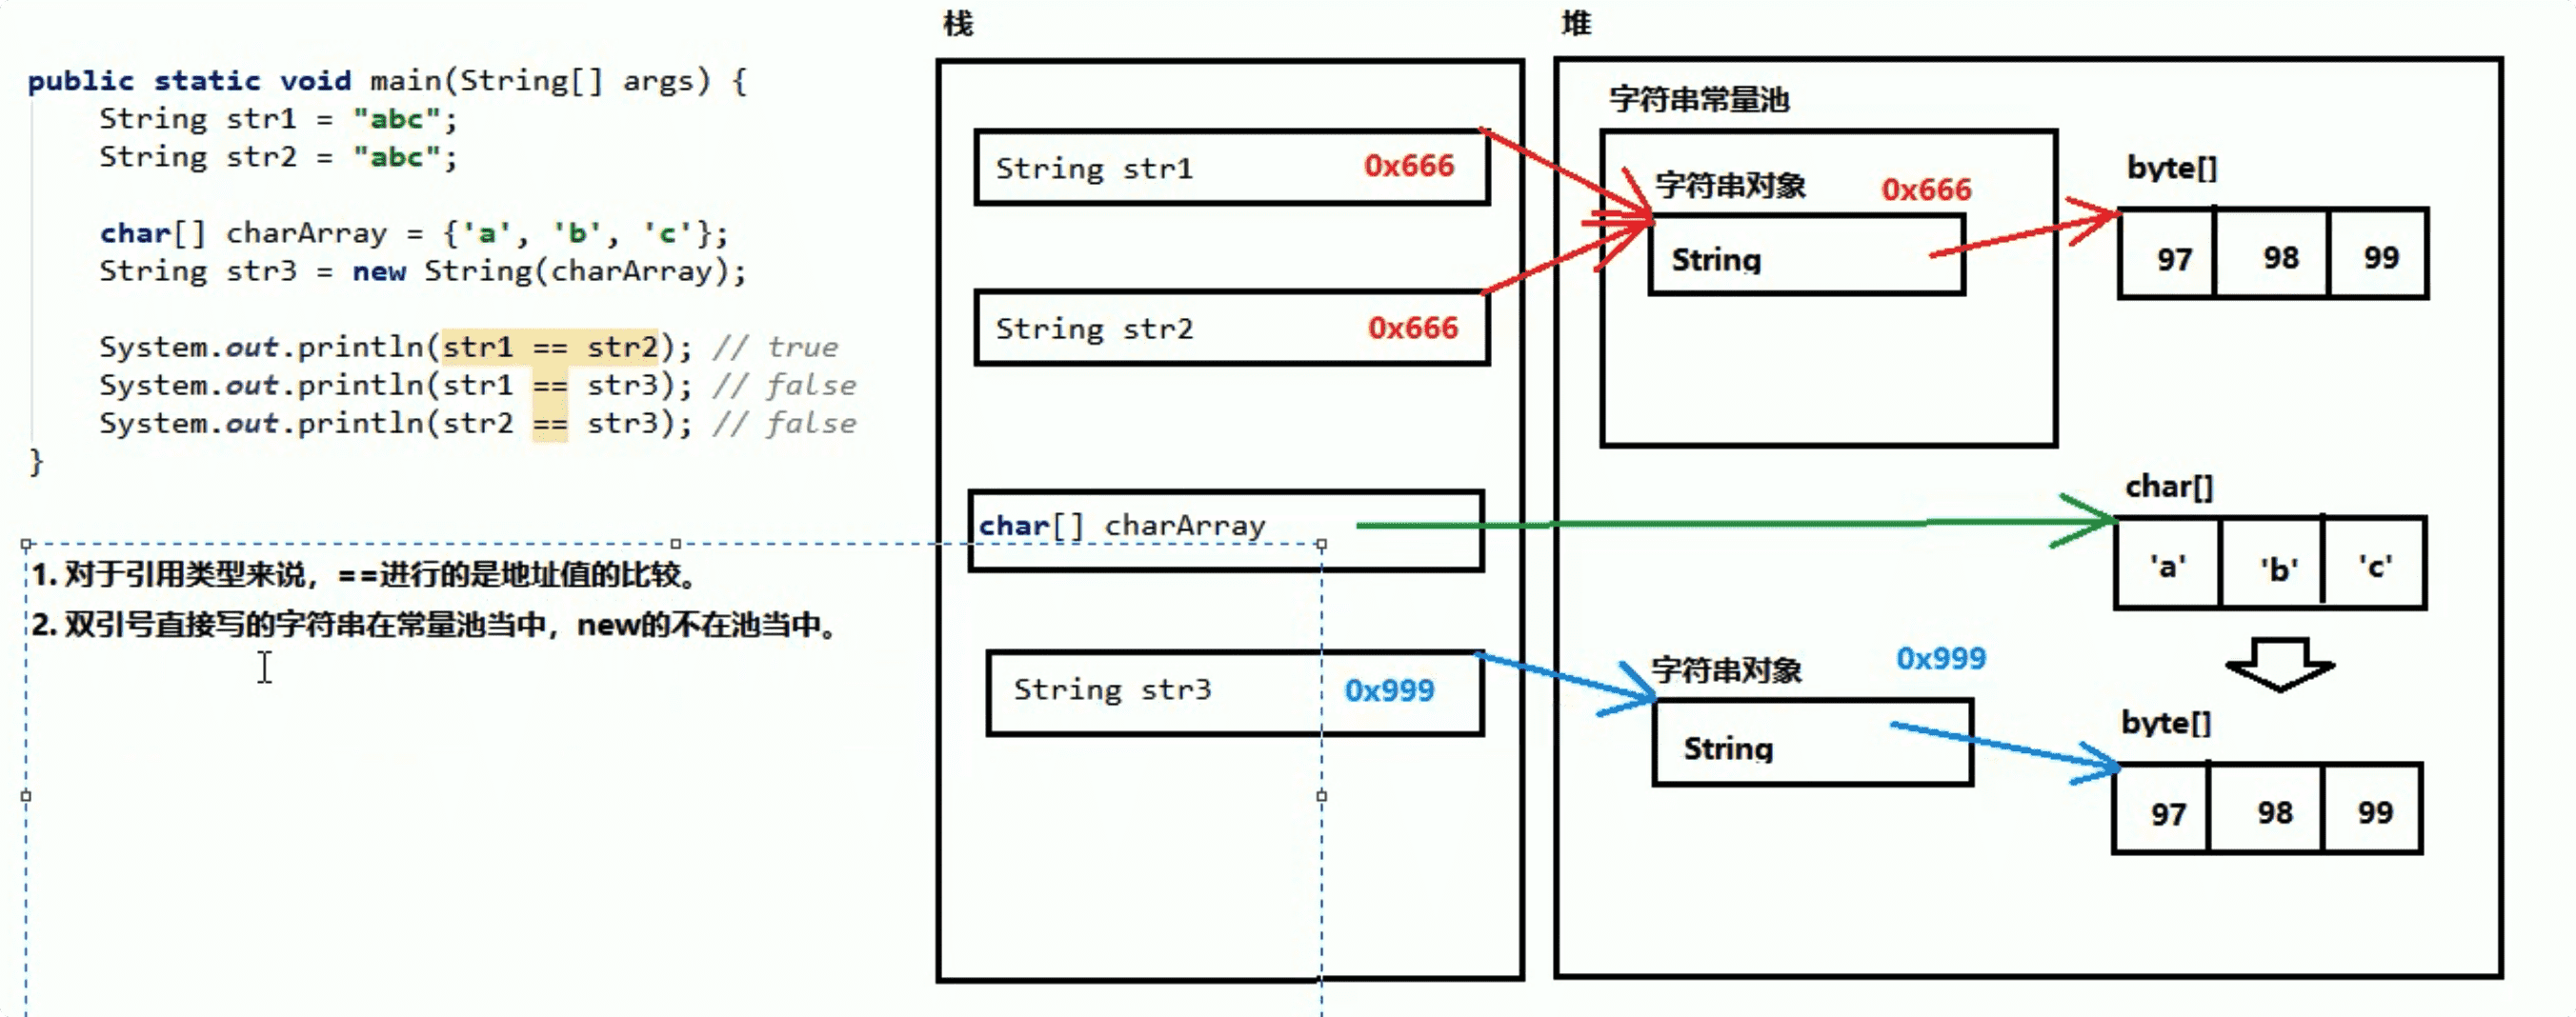 public static void main(String[] args) {
    String str1 = "abc";
    String str2 = "abc";
    char[] charArray = {'a', 'b', 'c'};
    String str3 = new String(charArray);
    System.out.println(str1 == str2); // true
    System.out.println(str1 == str3); // false
    System.out.println(str2 == str3); // false
}
1. 对于引用类型来说，==进行的是地址值的比较。
2. 双引号直接写的字符串在常量池当中，new的不在池当中。
栈
String str1 0x666
String str2 0x666
char[] charArray
String str3 0x999
堆
字符串常量池
字符串对象 0x666
String
byte[]
97 98 99
char[]
'a' 'b' 'c'
字符串对象 0x999
String
byte[]
97 98 99